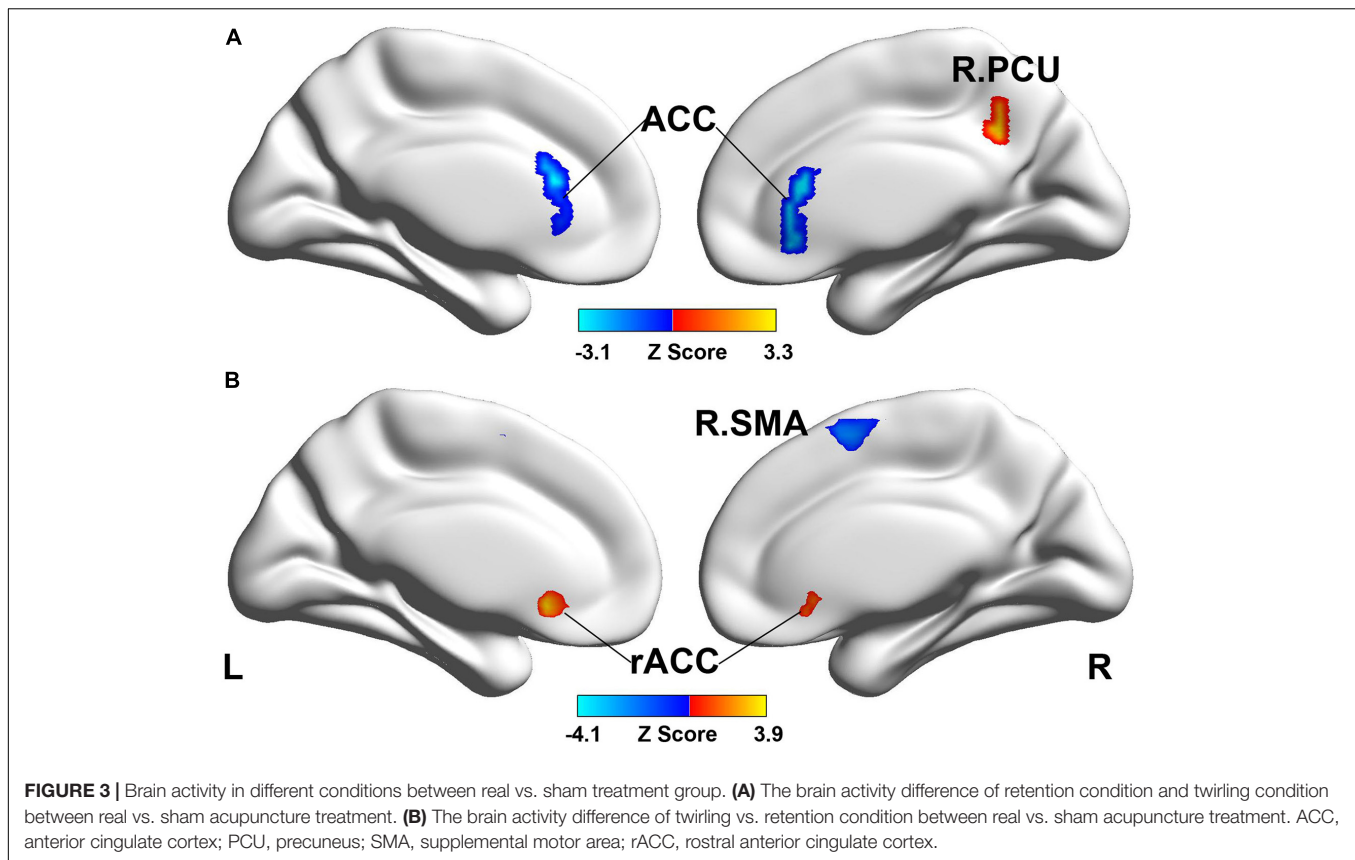 A
R.PCU
ACC
-3.1 Z Score 3.3
B
R.SMA
rACC
L R
-4.1 Z Score 3.9
FIGURE 3 | Brain activity in different conditions between real vs. sham treatment group. (A) The brain activity difference of retention condition and twirling condition
between real vs. sham acupuncture treatment. (B) The brain activity difference of twirling vs. retention condition between real vs. sham acupuncture treatment. ACC,
anterior cingulate cortex; PCU, precuneus; SMA, supplemental motor area; rACC, rostral anterior cingulate cortex.